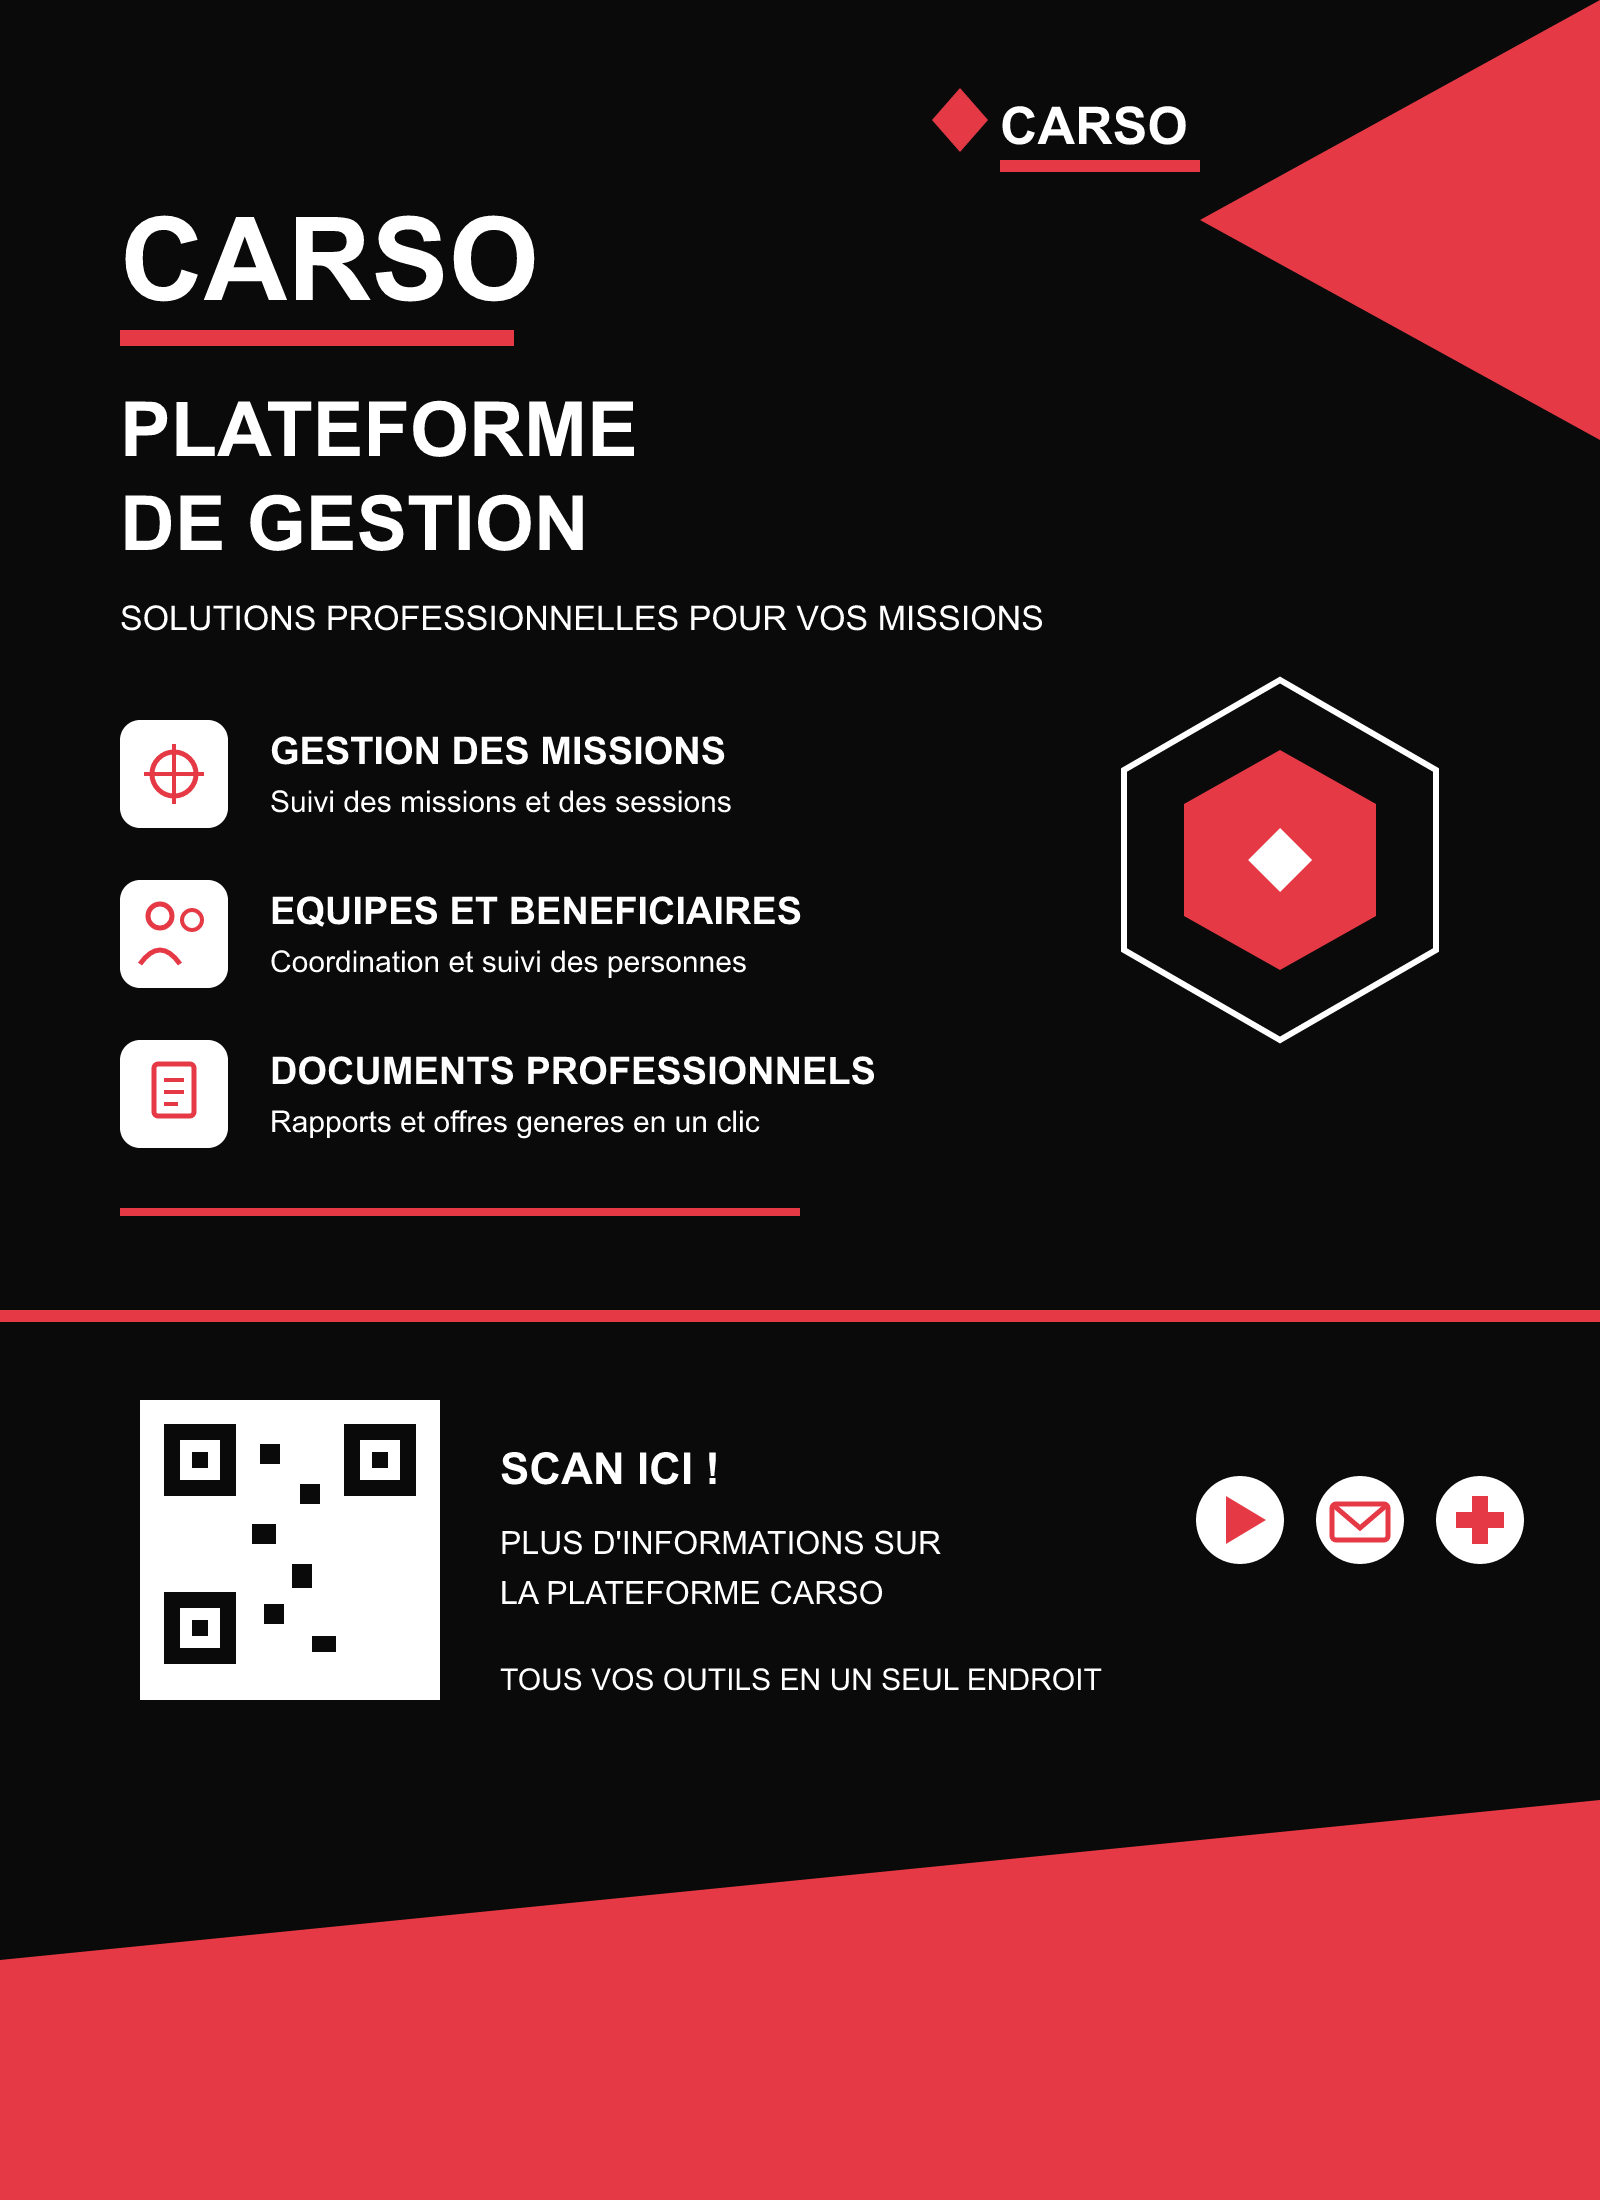 CARSO
CARSO
PLATEFORME
DE GESTION
SOLUTIONS PROFESSIONNELLES POUR VOS MISSIONS
GESTION DES MISSIONS
Suivi des missions et des sessions
EQUIPES ET BENEFICIAIRES
Coordination et suivi des personnes
DOCUMENTS PROFESSIONNELS
Rapports et offres generes en un clic
SCAN ICI !
PLUS D'INFORMATIONS SUR
LA PLATEFORME CARSO
TOUS VOS OUTILS EN UN SEUL ENDROIT